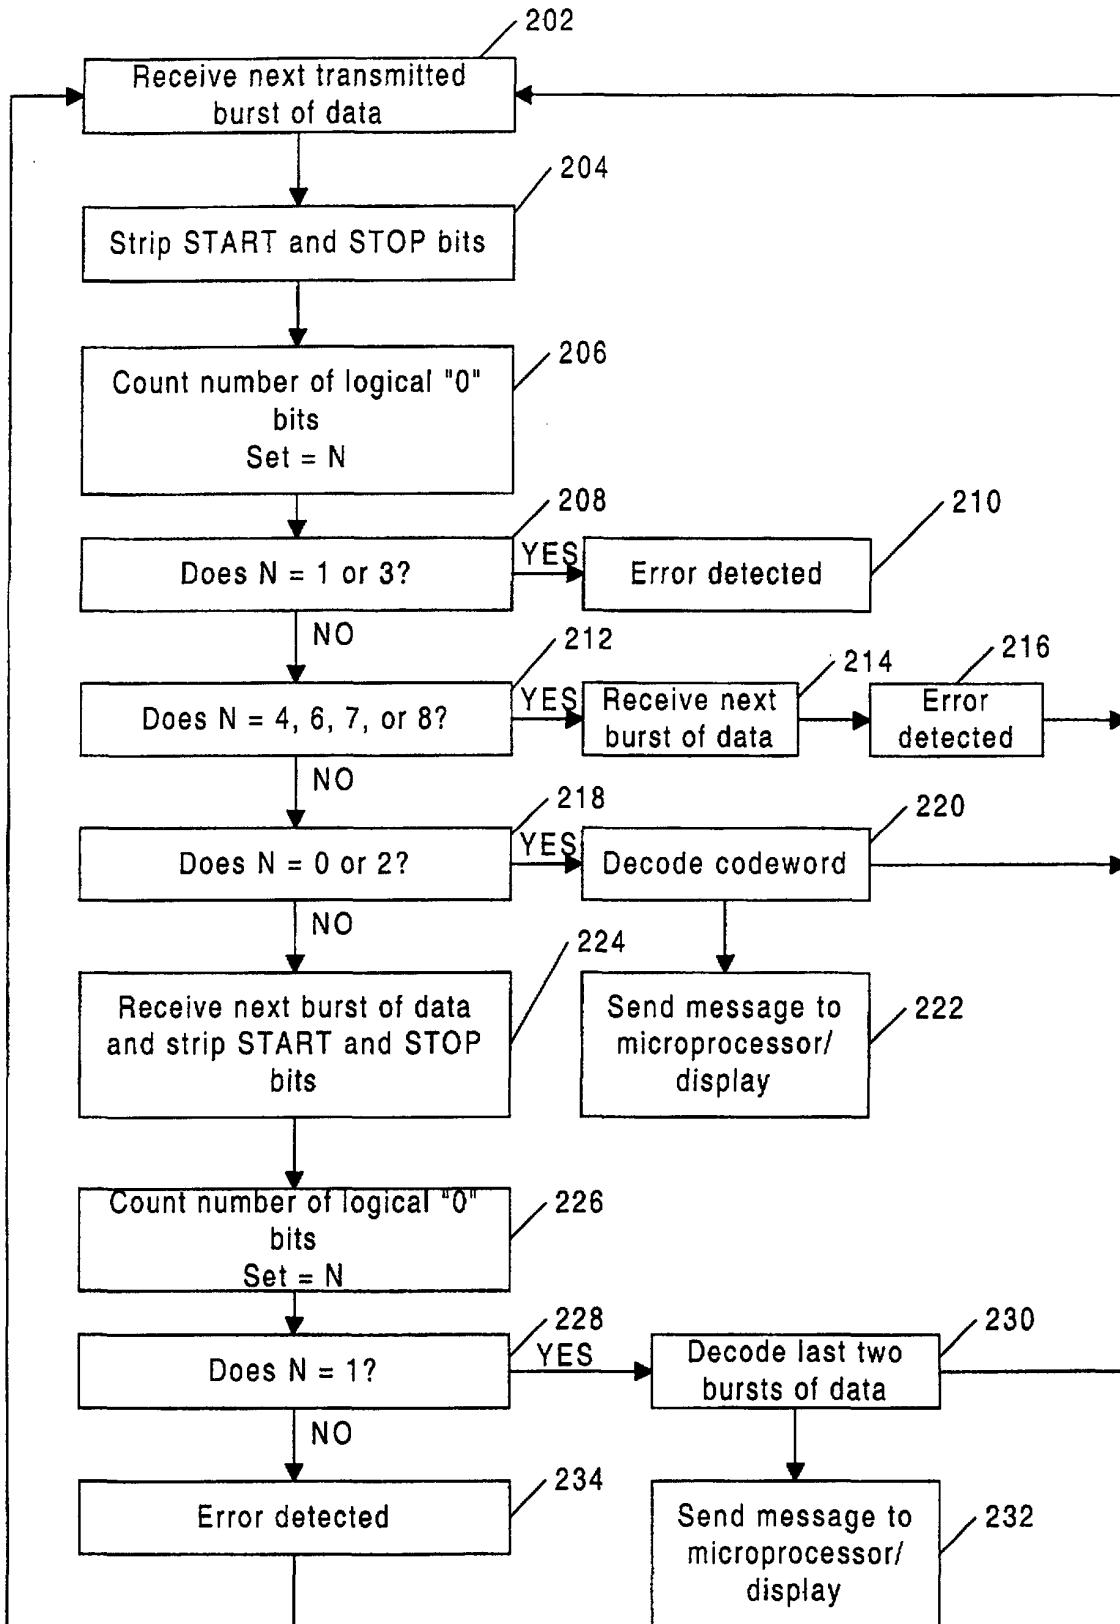 202
Receive next transmitted
burst of data
204
Strip START and STOP bits
206
Count number of logical "0"
bits
Set = N
208
Does N = 1 or 3?
YES
210
Error detected
NO
212
Does N = 4, 6, 7, or 8?
YES
214
Receive next
burst of data
216
Error
detected
NO
218
Does N = 0 or 2?
YES
220
Decode codeword
NO
222
Send message to
microprocessor/
display
224
Receive next burst of data
and strip START and STOP
bits
226
Count number of logical "0"
bits
Set = N
228
Does N = 1?
YES
230
Decode last two
bursts of data
NO
234
Error detected
232
Send message to
microprocessor/
display